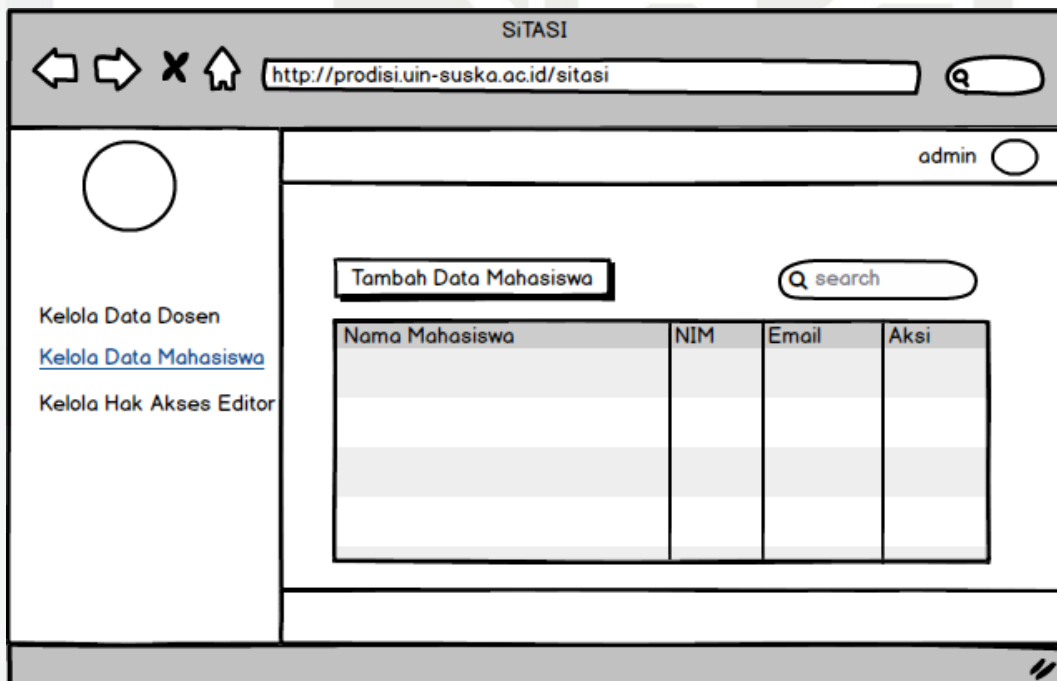 SiTASI
http://prodisi.uin-suska.ac.id/sitasi
admin
Kelola Data Dosen
Kelola Data Mahasiswa
Kelola Hak Akses Editor
Tambah Data Mahasiswa
search
Nama Mahasiswa NIM Email Aksi